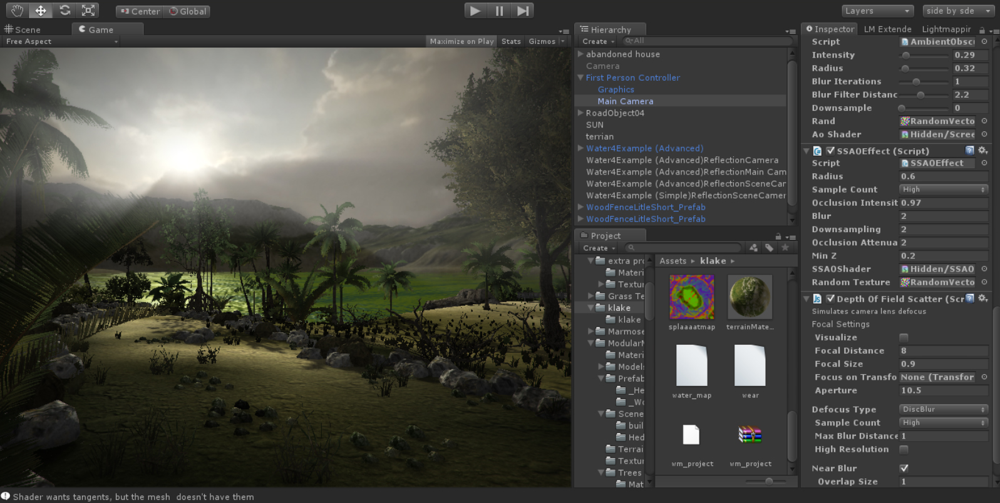 Center
Global
Layers
side by sde
Scene
Game
Free Aspect
Maximize on Play
Stats
Gizmos
Hierarchy
Create
All
abandoned house
Camera
First Person Controller
Graphics
Main Camera
RoadObject04
SUN
terrian
Water4Example (Advanced)
Water4Example (Advanced)ReflectionCamera
Water4Example (Advanced)ReflectionMain Cam
Water4Example (Advanced)ReflectionSceneCar
Water4Example (Simple)ReflectionSceneCamer
WoodFenceLitleShort_Prefab
WoodFenceLitleShort_Prefab
Project
Create
extra pro
Materi
Textur
Grass Te
klake
klake
Marmose
ModularM
Materi
Models
Prefab
_He
_Wo
Scene
buil
Hed
Terrai
Textur
Trees
Mat
Assets
klake
splaaaatmap
terrainMate...
water_map
wear
wm_project
wm_project
Inspector
LM Extende
Lightmappir
Script AmbientObsc
Intensity 0.29
Radius 0.32
Blur Iterations 1
Blur Filter Distanc 2.2
Downsample 0
Rand RandomVecto
Ao Shader Hidden/Scree
SSAOEffect (Script)
Script SSAOEffect
Radius 0.6
Sample Count High
Occlusion Intensit 0.97
Blur 2
Downsampling 2
Occlusion Attenua 2
Min Z 0.2
SSAOShader Hidden/SSAO
Random Texture RandomVecto
Depth Of Field Scatter (Scr
Simulates camera lens defocus
Focal Settings
Visualize
Focal Distance 8
Focal Size 0.9
Focus on Transfo None (Transfor
Aperture 10.5
Defocus Type DiscBlur
Sample Count High
Max Blur Distance 1
High Resolution
Near Blur
Overlap Size 1
Shader wants tangents, but the mesh  doesn't have them